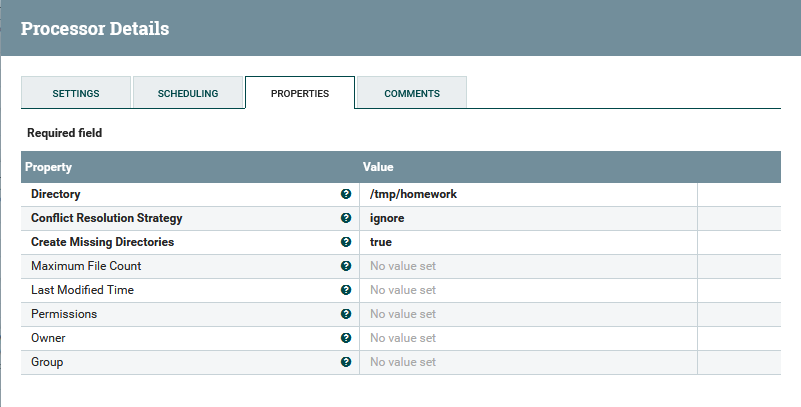 Processor Details
SETTINGS SCHEDULING PROPERTIES COMMENTS
Required field
Property Value
Directory /tmp/homework
Conflict Resolution Strategy ignore
Create Missing Directories true
Maximum File Count No value set
Last Modified Time No value set
Permissions No value set
Owner No value set
Group No value set